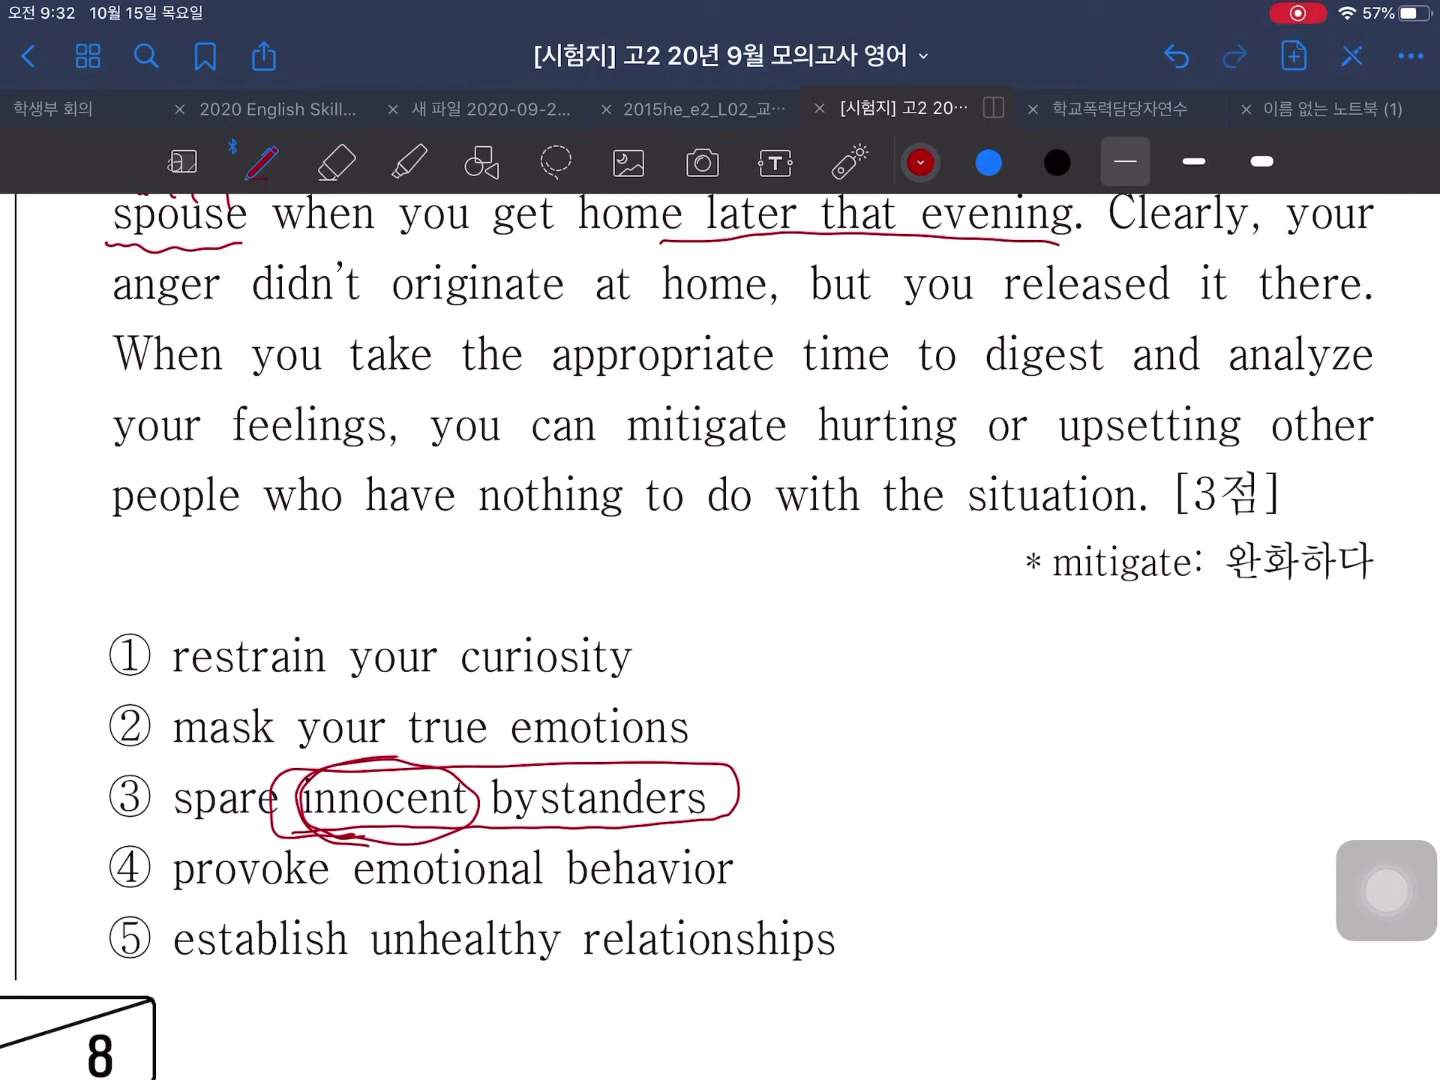 오전 9:32 10월 15일 목요일
57%
[시험지] 고2 20년 9월 모의고사 영어
학생부 회의
× 2020 English Skill...
× 새 파일 2020-09-2...
× 2015he_e2_L02_교...
× [시험지] 고2 20...
× 학교폭력담당자연수
× 이름 없는 노트북 (1)
spouse when you get home later that evening. Clearly, your
anger didn't originate at home, but you released it there.
When you take the appropriate time to digest and analyze
your feelings, you can mitigate hurting or upsetting other
people who have nothing to do with the situation. [3점]
* mitigate: 완화하다
① restrain your curiosity
② mask your true emotions
③ spare innocent bystanders
④ provoke emotional behavior
⑤ establish unhealthy relationships
8